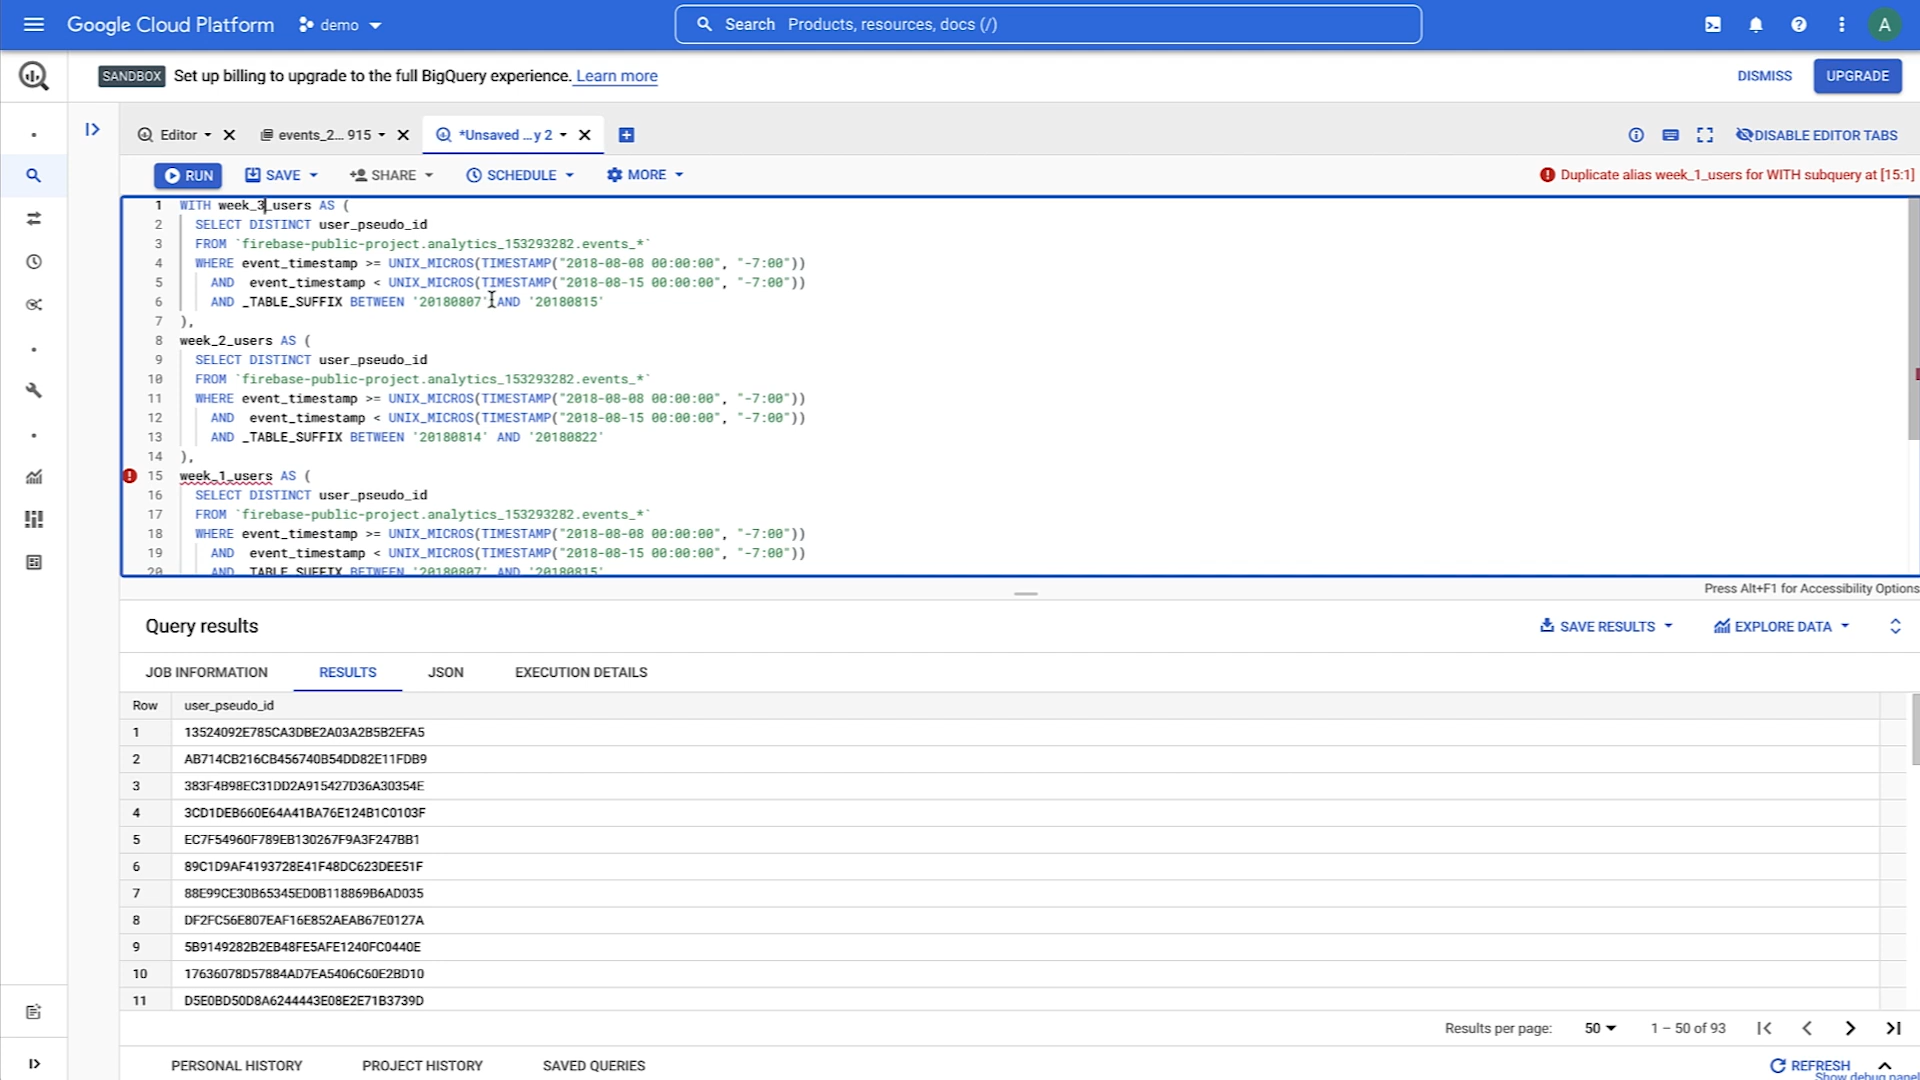 Google Cloud Platform
demo
Search Products, resources, docs (/)
A
SANDBOX Set up billing to upgrade to the full BigQuery experience. Learn more
DISMISS
UPGRADE
Editor
events_2... 915
*Unsaved ...y 2
DISABLE EDITOR TABS
RUN
SAVE
SHARE
SCHEDULE
MORE
Duplicate alias week_1_users for WITH subquery at [15:1]
1 WITH week_3_users AS (
2 SELECT DISTINCT user_pseudo_id
3 FROM `firebase-public-project.analytics_153293282.events_*`
4 WHERE event_timestamp >= UNIX_MICROS(TIMESTAMP("2018-08-08 00:00:00", "-7:00"))
5 AND event_timestamp < UNIX_MICROS(TIMESTAMP("2018-08-15 00:00:00", "-7:00"))
6 AND _TABLE_SUFFIX BETWEEN '20180807' AND '20180815'
7 ),
8 week_2_users AS (
9 SELECT DISTINCT user_pseudo_id
10 FROM `firebase-public-project.analytics_153293282.events_*`
11 WHERE event_timestamp >= UNIX_MICROS(TIMESTAMP("2018-08-08 00:00:00", "-7:00"))
12 AND event_timestamp < UNIX_MICROS(TIMESTAMP("2018-08-15 00:00:00", "-7:00"))
13 AND _TABLE_SUFFIX BETWEEN '20180814' AND '20180822'
14 ),
15 week_1_users AS (
16 SELECT DISTINCT user_pseudo_id
17 FROM `firebase-public-project.analytics_153293282.events_*`
18 WHERE event_timestamp >= UNIX_MICROS(TIMESTAMP("2018-08-08 00:00:00", "-7:00"))
19 AND event_timestamp < UNIX_MICROS(TIMESTAMP("2018-08-15 00:00:00", "-7:00"))
20 AND _TABLE_SUFFIX BETWEEN '20180807' AND '20180815'
Press Alt+F1 for Accessibility Options
Query results
SAVE RESULTS
EXPLORE DATA
JOB INFORMATION
RESULTS
JSON
EXECUTION DETAILS
Row user_pseudo_id
1 13524092E785CA3DBE2A03A2B5B2EFA5
2 AB714CB216CB456740B54DD82E11FDB9
3 383F4B98EC31DD2A915427D36A30354E
4 3CD1DEB660E64A41BA76E124B1C0103F
5 EC7F54960F789EB130267F9A3F247BB1
6 89C1D9AF4193728E41F48DC623DEE51F
7 88E99CE30B65345ED0B118869B6AD035
8 DF2FC56E807EAF16E852AEAB67E0127A
9 5B9149282B2EB48FE5AFE1240FC0440E
10 17636078D57884AD7EA5406C60E2BD10
11 D5E0BD50D8A6244443E08E2E71B3739D
Results per page: 50 1 – 50 of 93
PERSONAL HISTORY
PROJECT HISTORY
SAVED QUERIES
REFRESH
Show debug panel